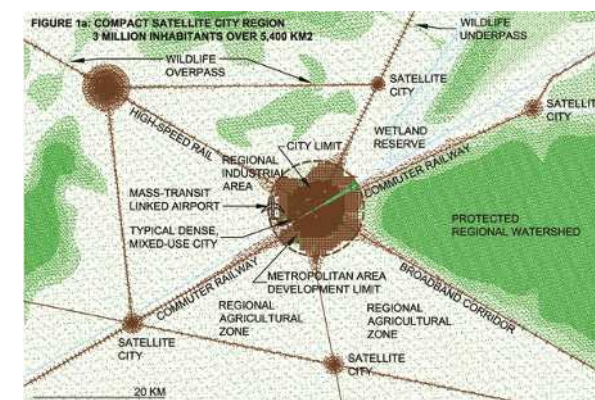 FIGURE 1a: COMPACT SATELLITE CITY REGION
3 MILLION INHABITANTS OVER 5,400 KM2
WILDLIFE
UNDERPASS
WILDLIFE
OVERPASS
SATELLITE
CITY
SATELLIT
CITY
HIGH-SPEED RAIL
WETLAND
RESERVE
CITY LIMIT
REGIONAL
INDUSTRIAL
AREA
COMMUTER RAILWAY
MASS-TRANSIT
LINKED AIRPORT
PROTECTED
REGIONAL WATERSHED
TYPICAL DENSE,
MIXED-USE CITY
METROPOLITAN AREA
DEVELOPMENT LIMIT
COMMUTER RAILWAY
BROADBAND CORRIDOR
REGIONAL
AGRICULTURAL
ZONE
REGIONAL
AGRICULTURAL
ZONE
SATELLITE
CITY
SATELLITE
CITY
20 KM